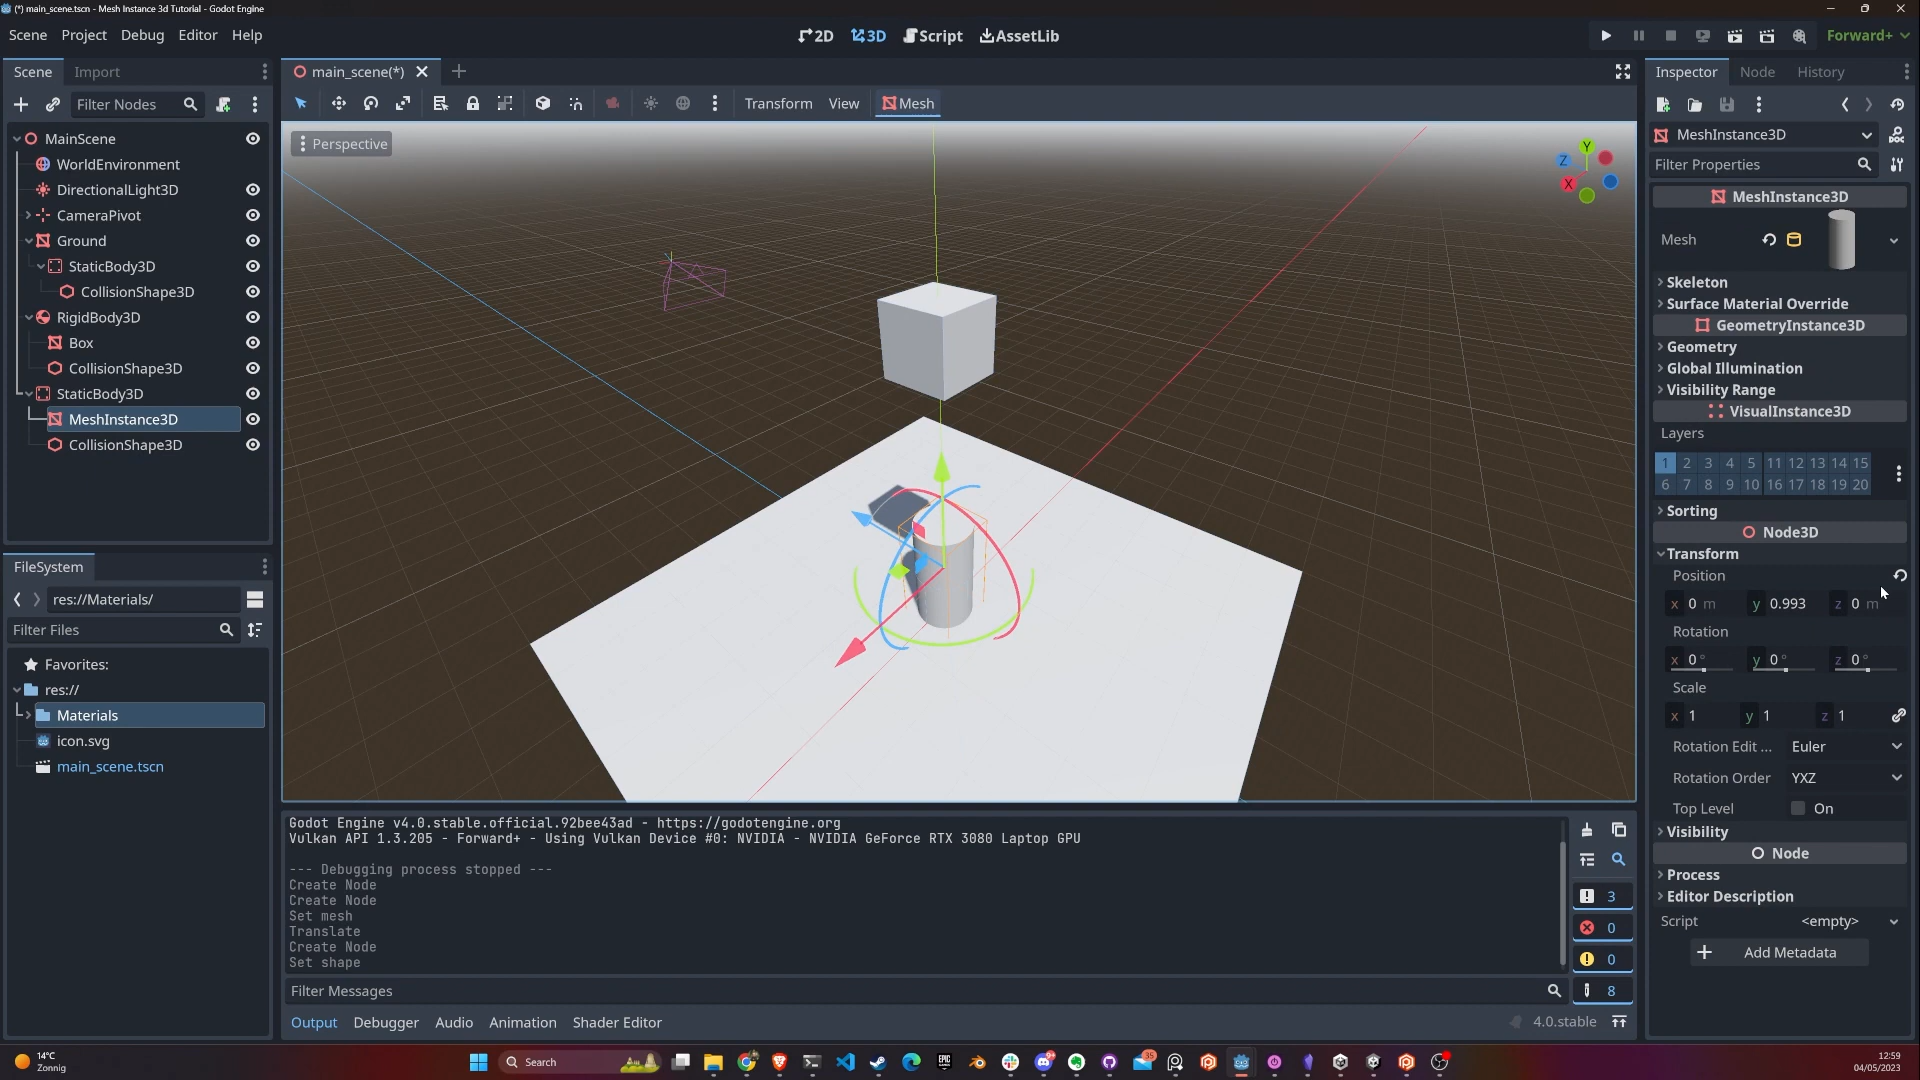 (*) main_scene.tscn - Mesh Instance 3d Tutorial - Godot Engine
Scene Project Debug Editor Help
2D 3D Script AssetLib
Forward+
Scene Import
main_scene(*)
Inspector Node History
Filter Nodes
Transform View Mesh
MainScene
WorldEnvironment
DirectionalLight3D
CameraPivot
Ground
StaticBody3D
CollisionShape3D
RigidBody3D
Box
CollisionShape3D
StaticBody3D
MeshInstance3D
CollisionShape3D
FileSystem
res://Materials/
Filter Files
Favorites:
res://
Materials
icon.svg
main_scene.tscn
Perspective
Y
Z
X
Godot Engine v4.0.stable.official.92bee43ad - https://godotengine.org
Vulkan API 1.3.205 - Forward+ - Using Vulkan Device #0: NVIDIA - NVIDIA GeForce RTX 3080 Laptop GPU
--- Debugging process stopped ---
Create Node
Create Node
Set mesh
Translate
Create Node
Set shape
3
0
0
8
Filter Messages
Output Debugger Audio Animation Shader Editor
4.0.stable
MeshInstance3D
Filter Properties
MeshInstance3D
Mesh
Skeleton
Surface Material Override
GeometryInstance3D
Geometry
Global Illumination
Visibility Range
VisualInstance3D
Layers
1 2 3 4 5 11 12 13 14 15
6 7 8 9 10 16 17 18 19 20
Sorting
Node3D
Transform
Position
x 0 m y 0.993 z 0 m
Rotation
x 0 ° y 0 ° z 0 °
Scale
x 1 y 1 z 1
Rotation Edit ... Euler
Rotation Order YXZ
Top Level On
Visibility
Node
Process
Editor Description
Script <empty>
Add Metadata
14°C
Zonnig
Search
35
12:59
04/05/2023